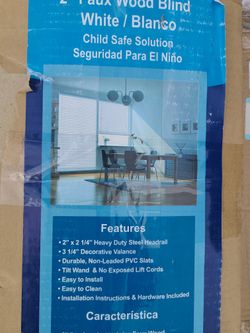 2" Faux Wood Blind
White / Blanco
Child Safe Solution
Seguridad Para El Niño
Features
• 2" x 2 1/4" Heavy Duty Steel Headrail
• 3 1/4" Decorative Valance
• Durable, Non-Leaded PVC Slats
• Tilt Wand & No Exposed Lift Cords
• Easy to Install
• Easy to Clean
• Installation Instructions & Hardware Included
Característica